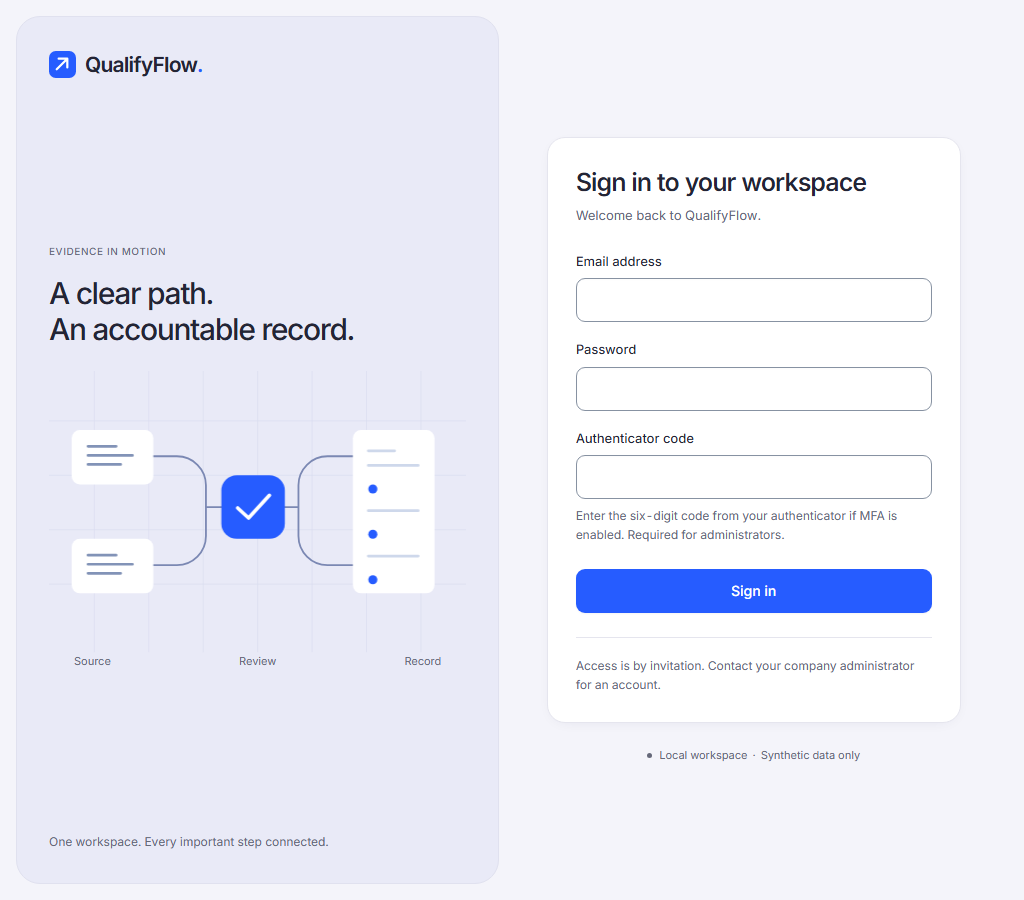 QualifyFlow.
EVIDENCE IN MOTION
A clear path.
An accountable record.
Source Review Record
One workspace. Every important step connected.
Sign in to your workspace
Welcome back to QualifyFlow.
Email address
Password
Authenticator code
Enter the six-digit code from your authenticator if MFA is
enabled. Required for administrators.
Sign in
Access is by invitation. Contact your company administrator
for an account.
Local workspace · Synthetic data only